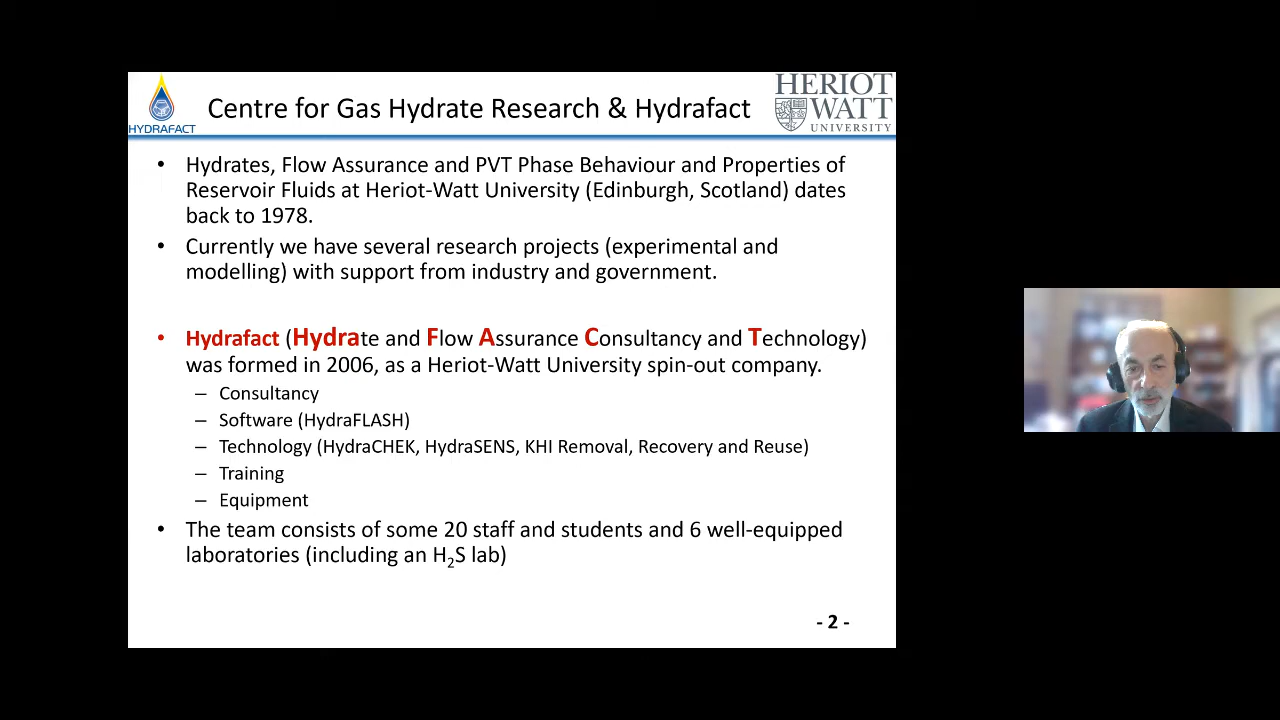 HYDRAFACT
Centre for Gas Hydrate Research & Hydrafact
HERIOT
WATT
UNIVERSITY
• Hydrates, Flow Assurance and PVT Phase Behaviour and Properties of
Reservoir Fluids at Heriot-Watt University (Edinburgh, Scotland) dates
back to 1978.
• Currently we have several research projects (experimental and
modelling) with support from industry and government.
• Hydrafact (Hydrate and Flow Assurance Consultancy and Technology)
was formed in 2006, as a Heriot-Watt University spin-out company.
– Consultancy
– Software (HydraFLASH)
– Technology (HydraCHEK, HydraSENS, KHI Removal, Recovery and Reuse)
– Training
– Equipment
• The team consists of some 20 staff and students and 6 well-equipped
laboratories (including an H₂S lab)
- 2 -